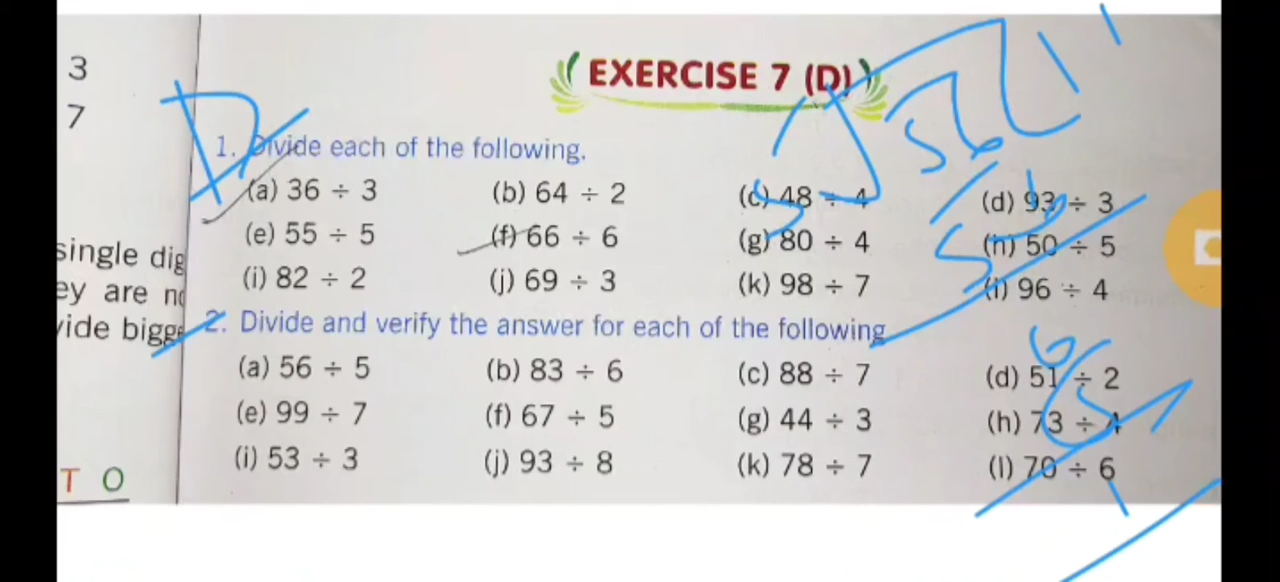 3
7
EXERCISE 7 (D)
1. Divide each of the following.
(a) 36 ÷ 3 (b) 64 ÷ 2 (c) 48 ÷ 4 (d) 93 ÷ 3
(e) 55 ÷ 5 (f) 66 ÷ 6 (g) 80 ÷ 4 (h) 50 ÷ 5
(i) 82 ÷ 2 (j) 69 ÷ 3 (k) 98 ÷ 7 (l) 96 ÷ 4
single dig
ey are no
vide bigge
2. Divide and verify the answer for each of the following
(a) 56 ÷ 5 (b) 83 ÷ 6 (c) 88 ÷ 7 (d) 51 ÷ 2
(e) 99 ÷ 7 (f) 67 ÷ 5 (g) 44 ÷ 3 (h) 73 ÷ 4
(i) 53 ÷ 3 (j) 93 ÷ 8 (k) 78 ÷ 7 (l) 70 ÷ 6
T O